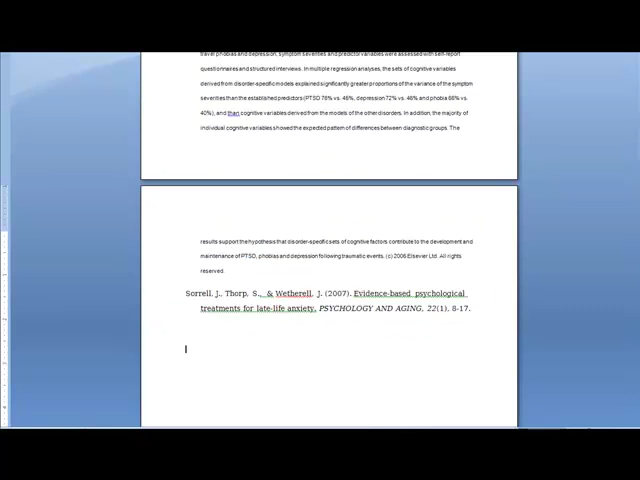 travel phobias and depression, symptom severities and predictor variables were assessed with self-report
questionnaires and structured interviews. In multiple regression analyses, the sets of cognitive variables
derived from disorder-specific models explained significantly greater proportions of the variance of the symptom
severities than the established predictors (PTSD 76% vs. 46%, depression 72% vs. 46% and phobia 66% vs.
40%), and than cognitive variables derived from the models of the other disorders. In addition, the majority of
individual cognitive variables showed the expected pattern of differences between diagnostic groups. The
results support the hypothesis that disorder-specific sets of cognitive factors contribute to the development and
maintenance of PTSD, phobias and depression following traumatic events. (c) 2006 Elsevier Ltd. All rights
reserved.
Sorrell, J., Thorp, S., & Wetherell, J. (2007). Evidence-based psychological
treatments for late-life anxiety. PSYCHOLOGY AND AGING, 22(1), 8-17.